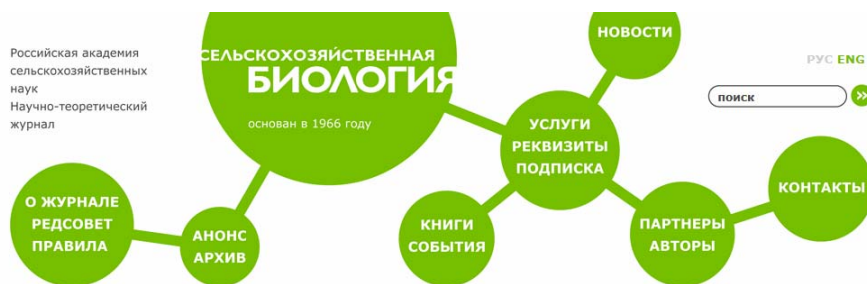 Российская академия
сельскохозяйственных
наук
Научно-теоретический
журнал
СЕЛЬСКОХОЗЯЙСТВЕННАЯ
БИОЛОГИЯ
основан в 1966 году
НОВОСТИ
РУС ENG
поиск
УСЛУГИ
РЕКВИЗИТЫ
ПОДПИСКА
КОНТАКТЫ
О ЖУРНАЛЕ
РЕДСОВЕТ
ПРАВИЛА
АНОНС
АРХИВ
КНИГИ
СОБЫТИЯ
ПАРТНЕРЫ
АВТОРЫ